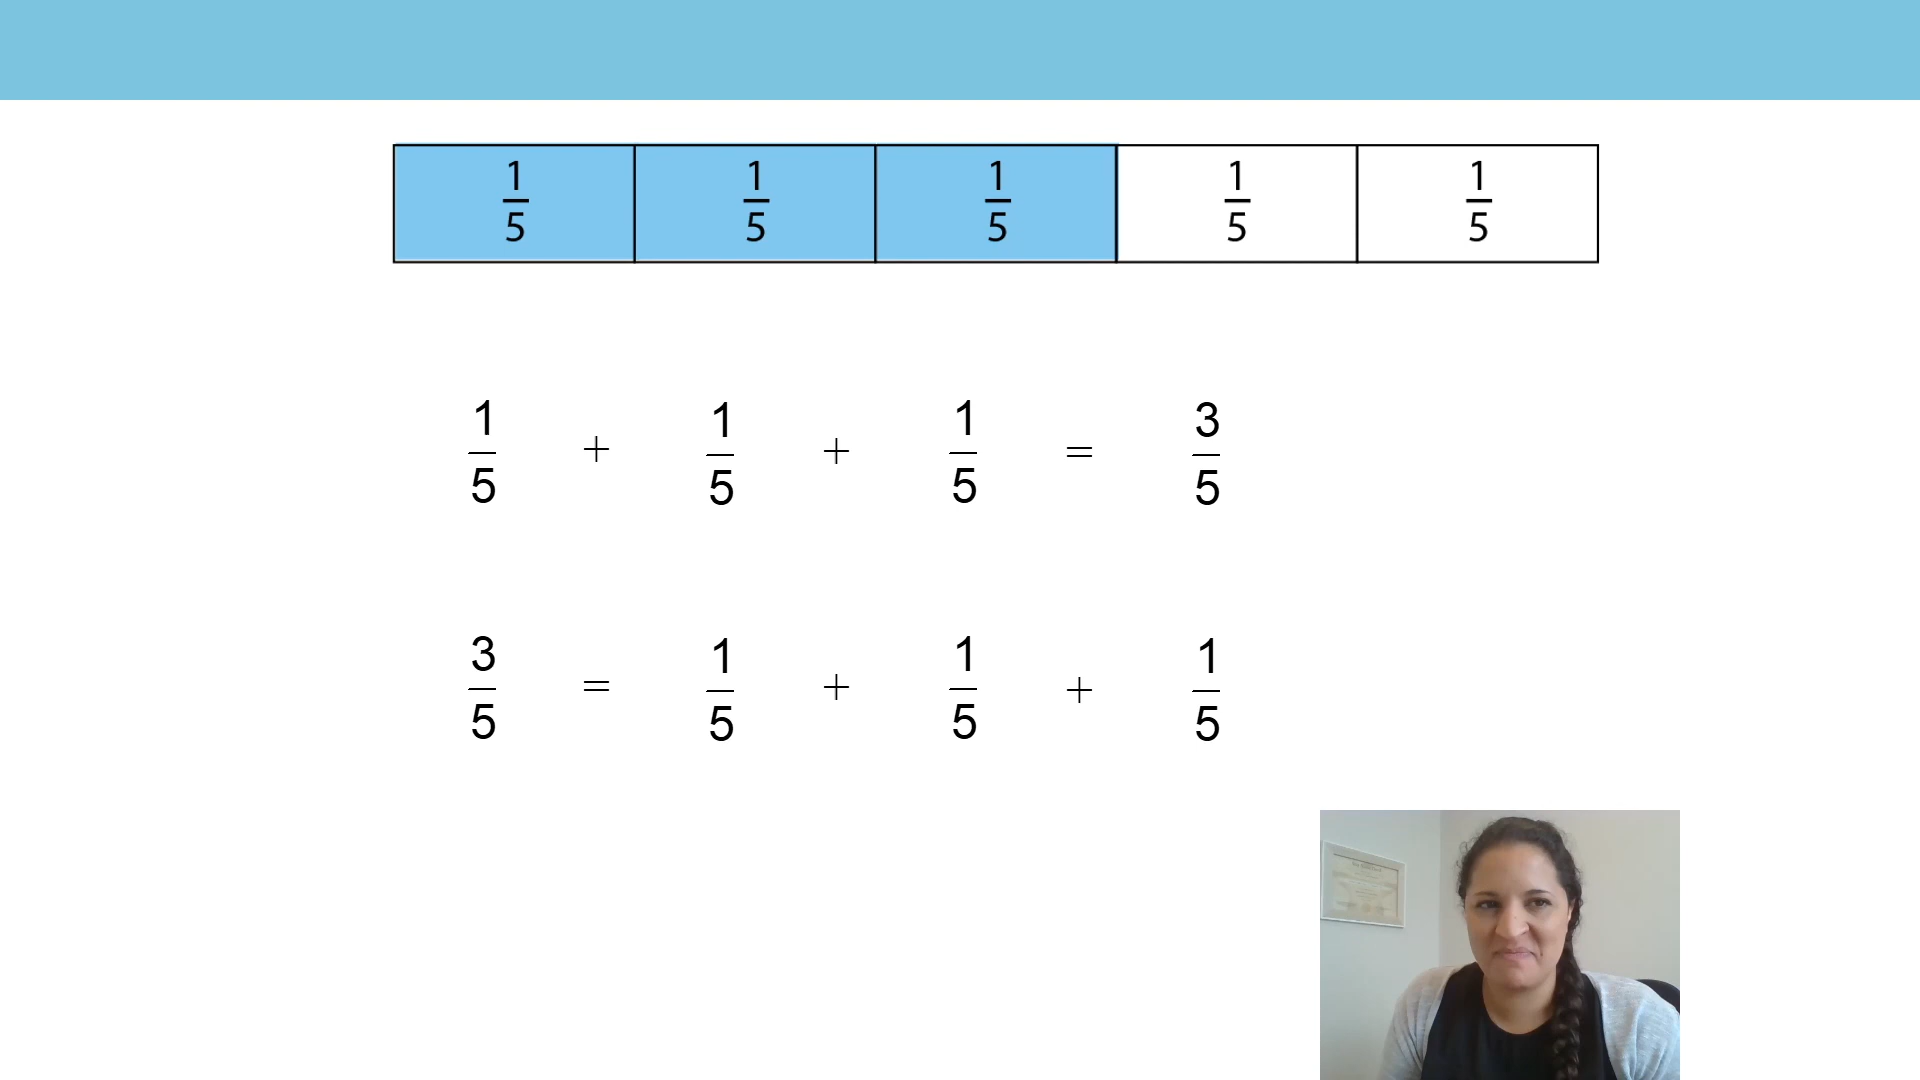 1/5 1/5 1/5 1/5 1/5
1/5 + 1/5 + 1/5 = 3/5
3/5 = 1/5 + 1/5 + 1/5